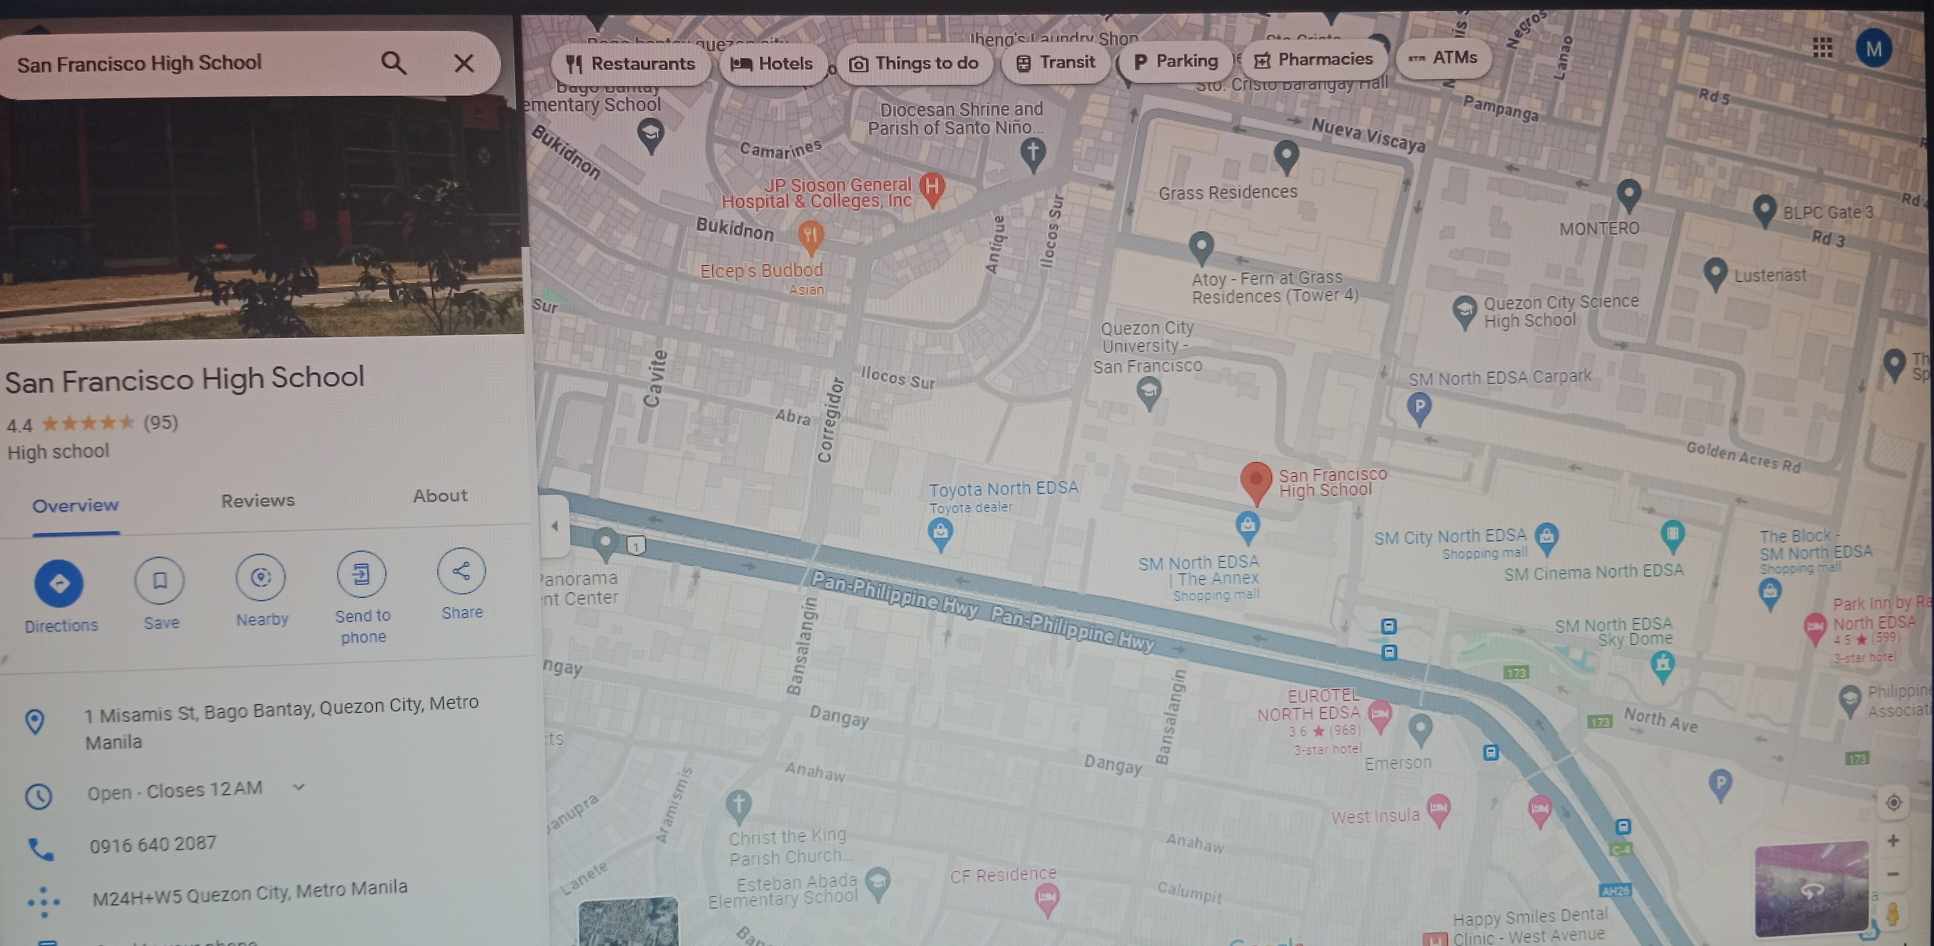 San Francisco High School
Restaurants
Hotels
Things to do
Transit
Parking
Pharmacies
ATMs
M
San Francisco High School
4.4
(95)
High school
Overview
Reviews
About
Directions
Save
Nearby
Send to
phone
Share
1 Misamis St, Bago Bantay, Quezon City, Metro
Manila
Open · Closes 12 AM
0916 640 2087
M24H+W5 Quezon City, Metro Manila
Bago Bantay
ementary School
Bukidnon
Camarines
Diocesan Shrine and
Parish of Santo Niño...
Sto. Cristo Barangay Hall
Negros
Lanao
Pampanga
Rd 5
Nueva Viscaya
JP Sioson General
Hospital & Colleges, Inc
H
Grass Residences
Bukidnon
Elcep's Budbod
Asian
Antique
Ilocos Sur
MONTERO
BLPC Gate 3
Rd 3
Atoy - Fern at Grass
Residences (Tower 4)
Lustenast
Quezon City Science
High School
Sur
Quezon City
University -
San Francisco
Cavite
Ilocos Sur
SM North EDSA Carpark
P
Abra
Corregidor
Golden Acres Rd
Toyota North EDSA
Toyota dealer
San Francisco
High School
SM City North EDSA
Shopping mall
SM Cinema North EDSA
The Block -
SM North EDSA
Shopping mall
SM North EDSA
| The Annex
Shopping mall
1
Panorama
nt Center
Pan-Philippine Hwy
Pan-Philippine Hwy
Bansalangin
Park Inn by Ra
North EDSA
4.5 ★ (599)
3-star hotel
SM North EDSA
Sky Dome
173
ngay
Dangay
Bansalangin
EUROTEL
NORTH EDSA
3.6 ★ (968)
3-star hotel
Emerson
173
North Ave
Philippine
Associati
173
Dangay
Anahaw
Aramismis
P
West Insula
Christ the King
Parish Church...
Anahaw
C-4
Lanete
Esteban Abada
Elementary School
CF Residence
Calumpit
AH26
Happy Smiles Dental
Clinic - West Avenue